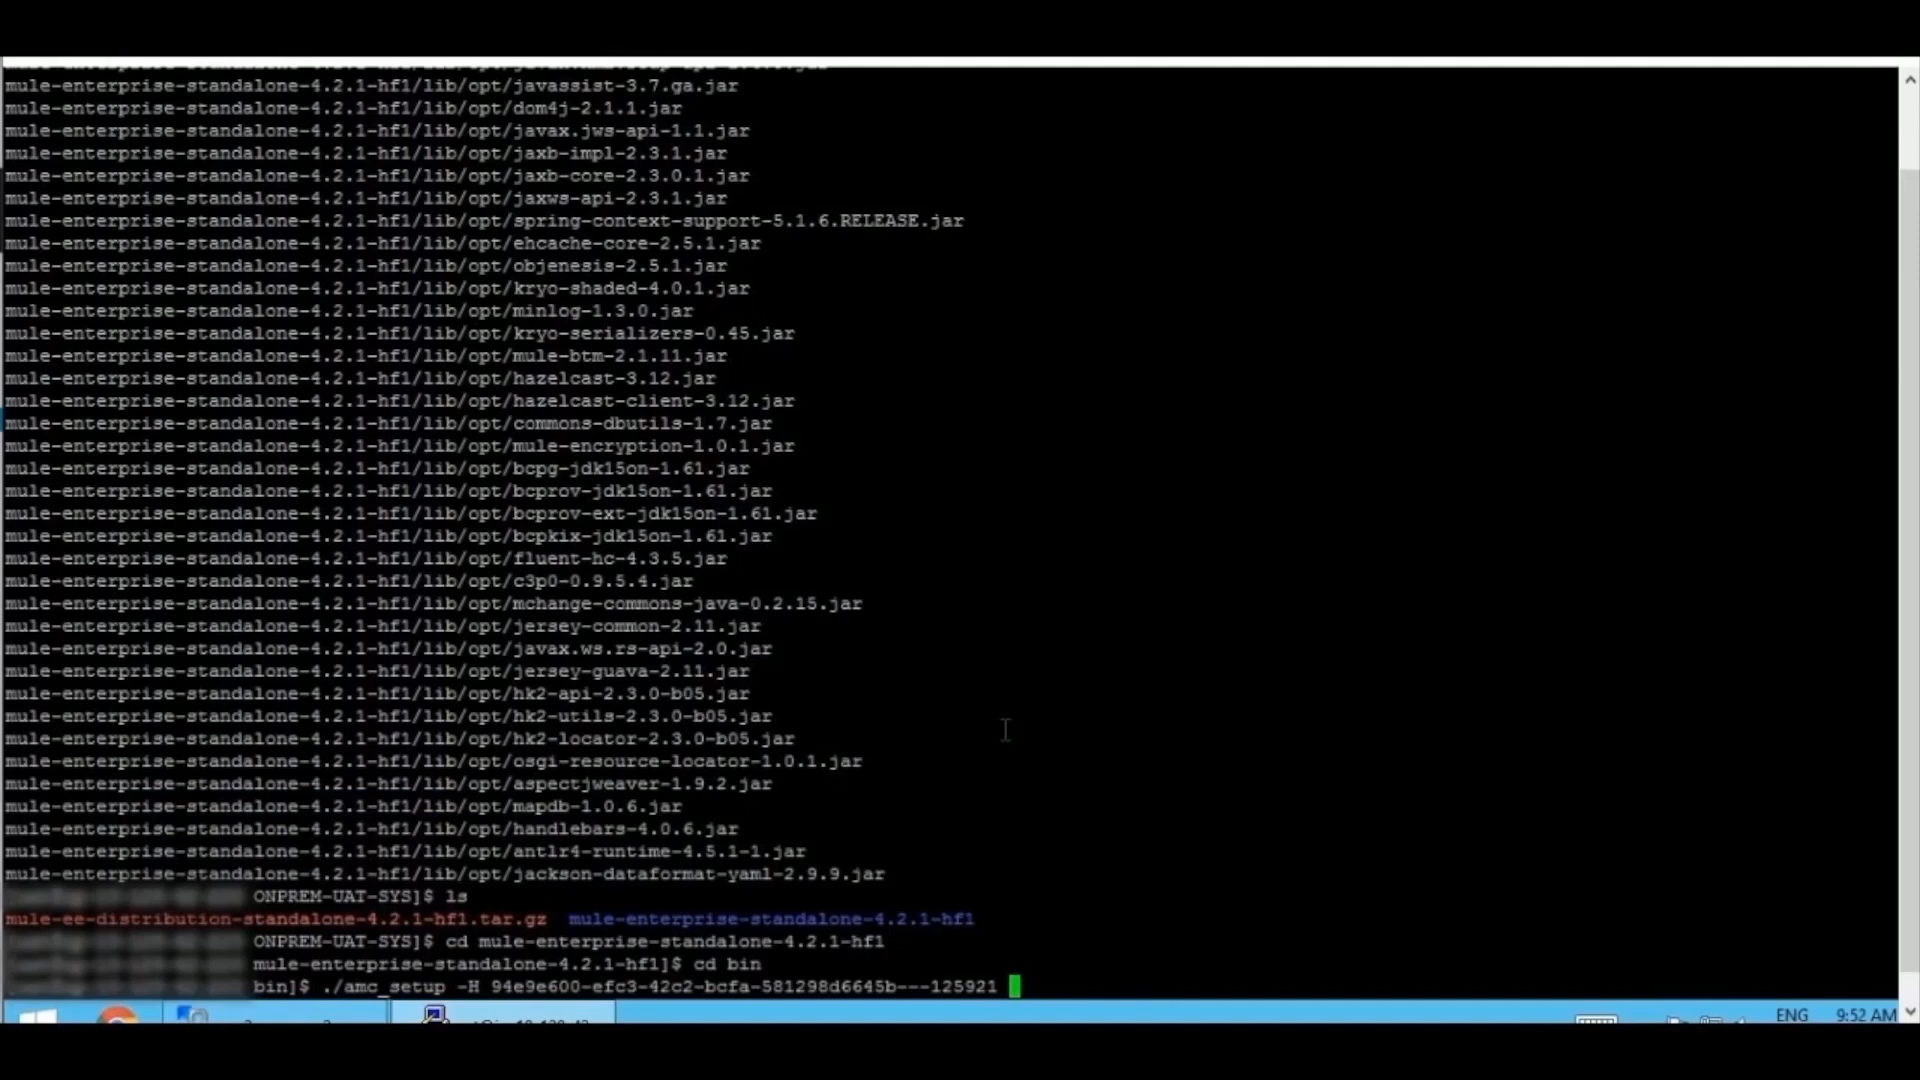 mule-enterprise-standalone-4.2.1-hf1/lib/opt/javassist-3.7.ga.jar
mule-enterprise-standalone-4.2.1-hf1/lib/opt/dom4j-2.1.1.jar
mule-enterprise-standalone-4.2.1-hf1/lib/opt/javax.jws-api-1.1.jar
mule-enterprise-standalone-4.2.1-hf1/lib/opt/jaxb-impl-2.3.1.jar
mule-enterprise-standalone-4.2.1-hf1/lib/opt/jaxb-core-2.3.0.1.jar
mule-enterprise-standalone-4.2.1-hf1/lib/opt/jaxws-api-2.3.1.jar
mule-enterprise-standalone-4.2.1-hf1/lib/opt/spring-context-support-5.1.6.RELEASE.jar
mule-enterprise-standalone-4.2.1-hf1/lib/opt/ehcache-core-2.5.1.jar
mule-enterprise-standalone-4.2.1-hf1/lib/opt/objenesis-2.5.1.jar
mule-enterprise-standalone-4.2.1-hf1/lib/opt/kryo-shaded-4.0.1.jar
mule-enterprise-standalone-4.2.1-hf1/lib/opt/minlog-1.3.0.jar
mule-enterprise-standalone-4.2.1-hf1/lib/opt/kryo-serializers-0.45.jar
mule-enterprise-standalone-4.2.1-hf1/lib/opt/mule-btm-2.1.11.jar
mule-enterprise-standalone-4.2.1-hf1/lib/opt/hazelcast-3.12.jar
mule-enterprise-standalone-4.2.1-hf1/lib/opt/hazelcast-client-3.12.jar
mule-enterprise-standalone-4.2.1-hf1/lib/opt/commons-dbutils-1.7.jar
mule-enterprise-standalone-4.2.1-hf1/lib/opt/mule-encryption-1.0.1.jar
mule-enterprise-standalone-4.2.1-hf1/lib/opt/bcpg-jdk15on-1.61.jar
mule-enterprise-standalone-4.2.1-hf1/lib/opt/bcprov-jdk15on-1.61.jar
mule-enterprise-standalone-4.2.1-hf1/lib/opt/bcprov-ext-jdk15on-1.61.jar
mule-enterprise-standalone-4.2.1-hf1/lib/opt/bcpkix-jdk15on-1.61.jar
mule-enterprise-standalone-4.2.1-hf1/lib/opt/fluent-hc-4.3.5.jar
mule-enterprise-standalone-4.2.1-hf1/lib/opt/c3p0-0.9.5.4.jar
mule-enterprise-standalone-4.2.1-hf1/lib/opt/mchange-commons-java-0.2.15.jar
mule-enterprise-standalone-4.2.1-hf1/lib/opt/jersey-common-2.11.jar
mule-enterprise-standalone-4.2.1-hf1/lib/opt/javax.ws.rs-api-2.0.jar
mule-enterprise-standalone-4.2.1-hf1/lib/opt/jersey-guava-2.11.jar
mule-enterprise-standalone-4.2.1-hf1/lib/opt/hk2-api-2.3.0-b05.jar
mule-enterprise-standalone-4.2.1-hf1/lib/opt/hk2-utils-2.3.0-b05.jar
mule-enterprise-standalone-4.2.1-hf1/lib/opt/hk2-locator-2.3.0-b05.jar
mule-enterprise-standalone-4.2.1-hf1/lib/opt/osgi-resource-locator-1.0.1.jar
mule-enterprise-standalone-4.2.1-hf1/lib/opt/aspectjweaver-1.9.2.jar
mule-enterprise-standalone-4.2.1-hf1/lib/opt/mapdb-1.0.6.jar
mule-enterprise-standalone-4.2.1-hf1/lib/opt/handlebars-4.0.6.jar
mule-enterprise-standalone-4.2.1-hf1/lib/opt/antlr4-runtime-4.5.1-1.jar
mule-enterprise-standalone-4.2.1-hf1/lib/opt/jackson-dataformat-yaml-2.9.9.jar
ONPREM-UAT-SYS]$ ls
mule-ee-distribution-standalone-4.2.1-hf1.tar.gz mule-enterprise-standalone-4.2.1-hf1
ONPREM-UAT-SYS]$ cd mule-enterprise-standalone-4.2.1-hf1
mule-enterprise-standalone-4.2.1-hf1]$ cd bin
bin]$ ./amc_setup -H 94e9e600-efc3-42c2-bcfa-581298d6645b---125921
ENG 9:52 AM